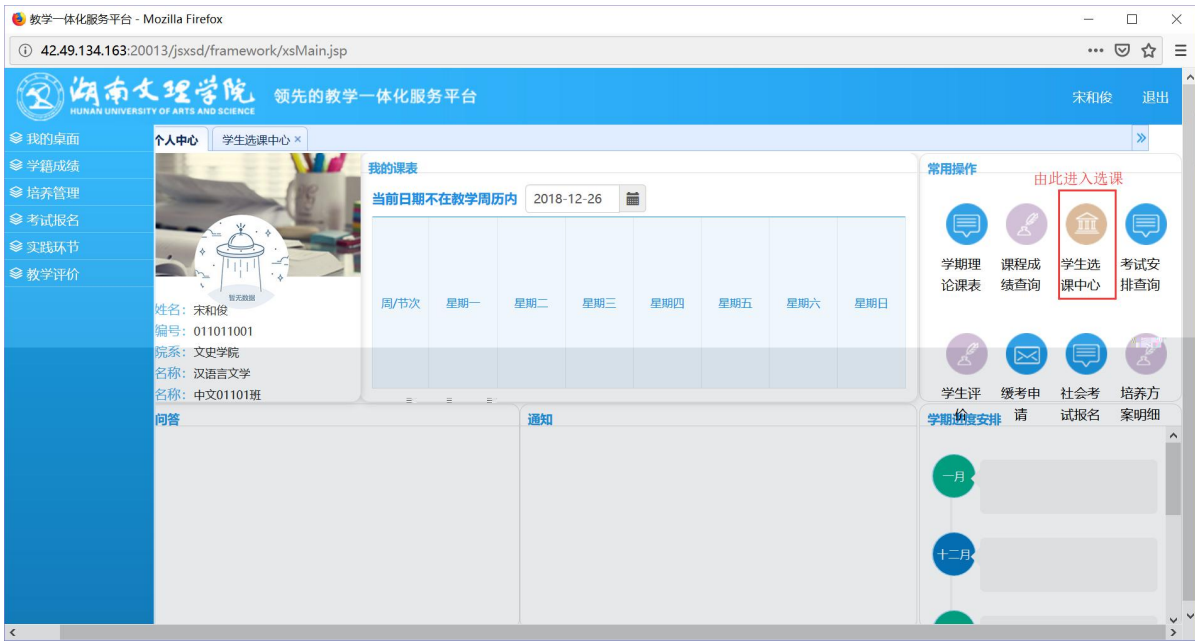 教学一体化服务平台 - Mozilla Firefox
42.49.134.163:20013/jsxsd/framework/xsMain.jsp
湖南文理学院
HUNAN UNIVERSITY OF ARTS AND SCIENCE
领先的教学一体化服务平台
宋和俊 退出
我的桌面
学籍成绩
培养管理
考试报名
实践环节
教学评价
个人中心 学生选课中心 ×
暂无数据
姓名：宋和俊
编号：011011001
院系：文史学院
名称：汉语言文学
名称：中文01101班
我的课表
当前日期不在教学周历内 2018-12-26
周/节次 星期一 星期二 星期三 星期四 星期五 星期六 星期日
常用操作
由此进入选课
学期理论课表
课程成绩查询
学生选课中心
考试安排查询
学生评价
缓考申请
社会考试报名
培养方案明细
问答
通知
学期进度安排
一月
十二月